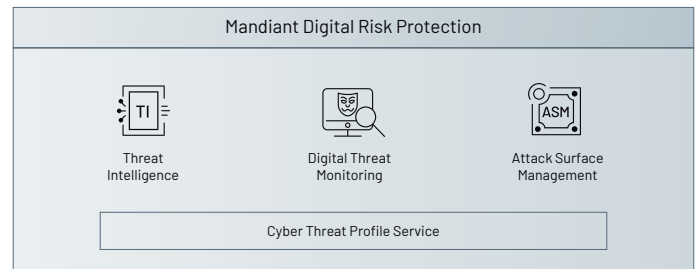 Mandiant Digital Risk Protection
TI
ASM
Threat
Intelligence
Digital Threat
Monitoring
Attack Surface
Management
Cyber Threat Profile Service